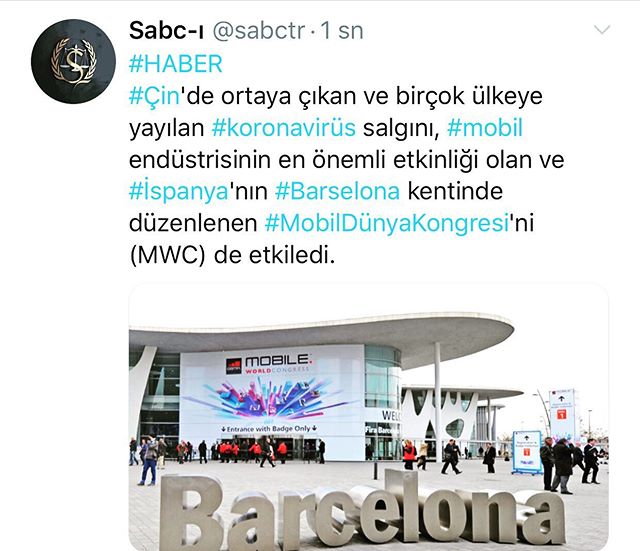 Sabc-ı @sabctr · 1 sn
#HABER
#Çin'de ortaya çıkan ve birçok ülkeye
yayılan #koronavirüs salgını, #mobil
endüstrisinin en önemli etkinliği olan ve
#İspanya'nın #Barselona kentinde
düzenlenen #MobilDünyaKongresi'ni
(MWC) de etkiledi.
MOBILE
WORLD CONGRESS
Entrance with Badge Only
WELC
Fira Barcelona
Barcelona